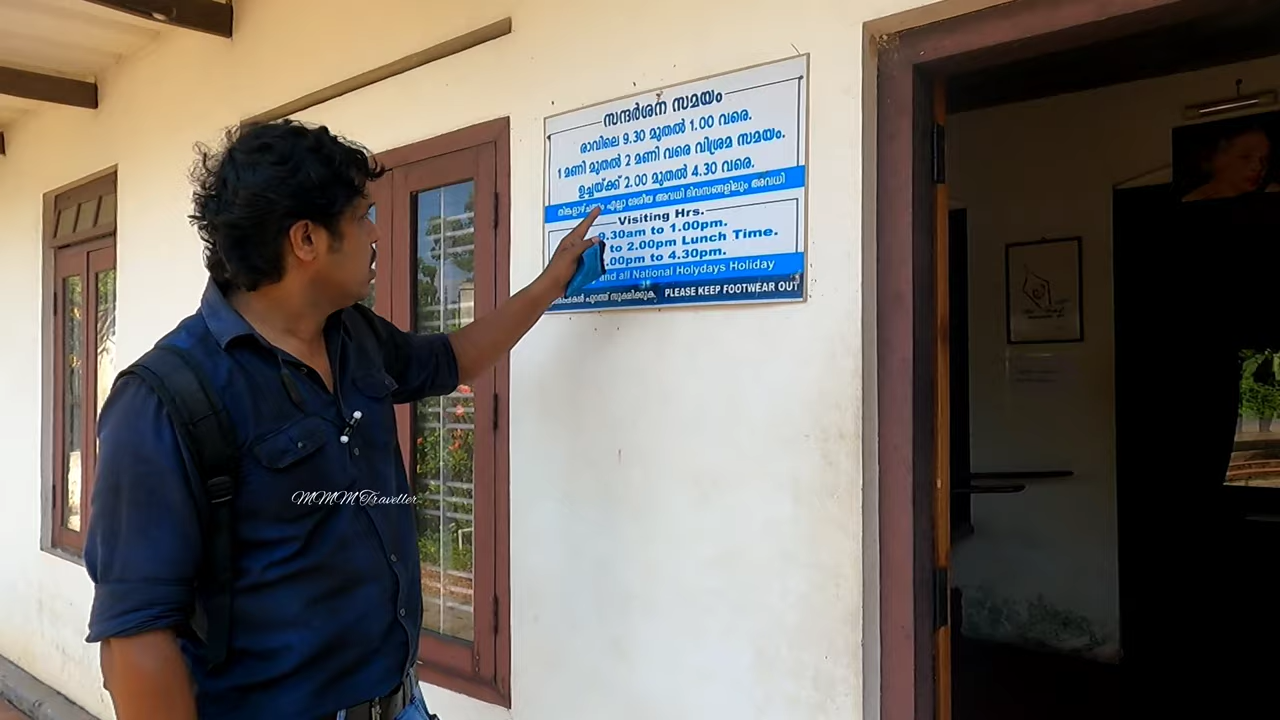 സന്ദർശന സമയം
രാവിലെ 9.30 മുതൽ 1.00 വരെ.
1 മണി മുതൽ 2 മണി വരെ വിശ്രമ സമയം.
ഉച്ചയ്ക്ക് 2.00 മുതൽ 4.30 വരെ.
എല്ലാ ദേശീയ അവധി ദിവസങ്ങളിലും അവധി
Visiting Hrs.
9.30am to 1.00pm.
to 2.00pm Lunch Time.
.00pm to 4.30pm.
and all National Holydays Holiday
പുറത്ത് സൂക്ഷിക്കുക. PLEASE KEEP FOOTWEAR OUT
MMM Traveller